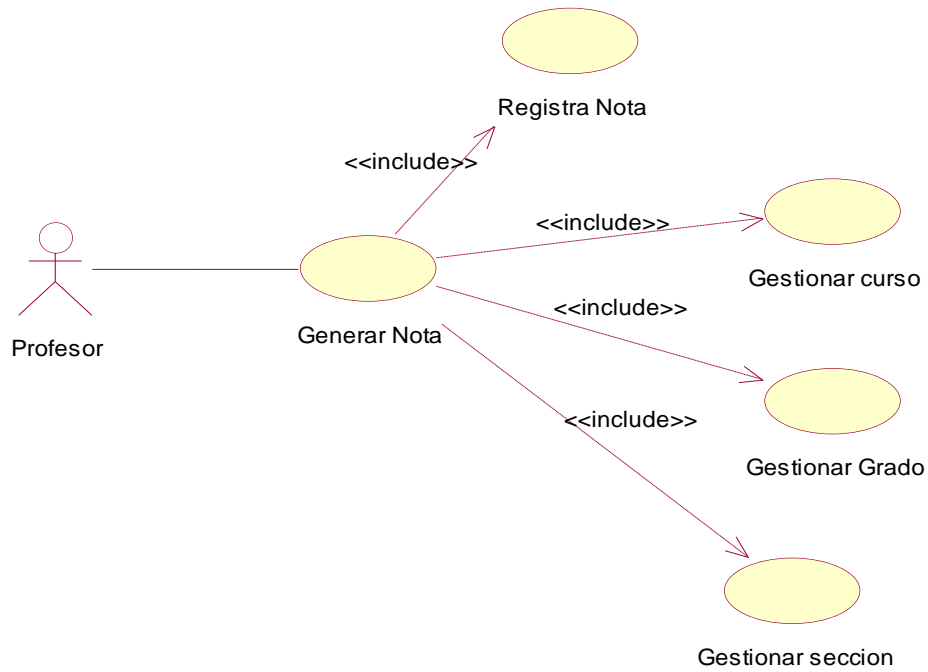 Registra Nota
<<include>>
<<include>>
Gestionar curso
<<include>>
Profesor
Generar Nota
<<include>>
Gestionar Grado
Gestionar seccion